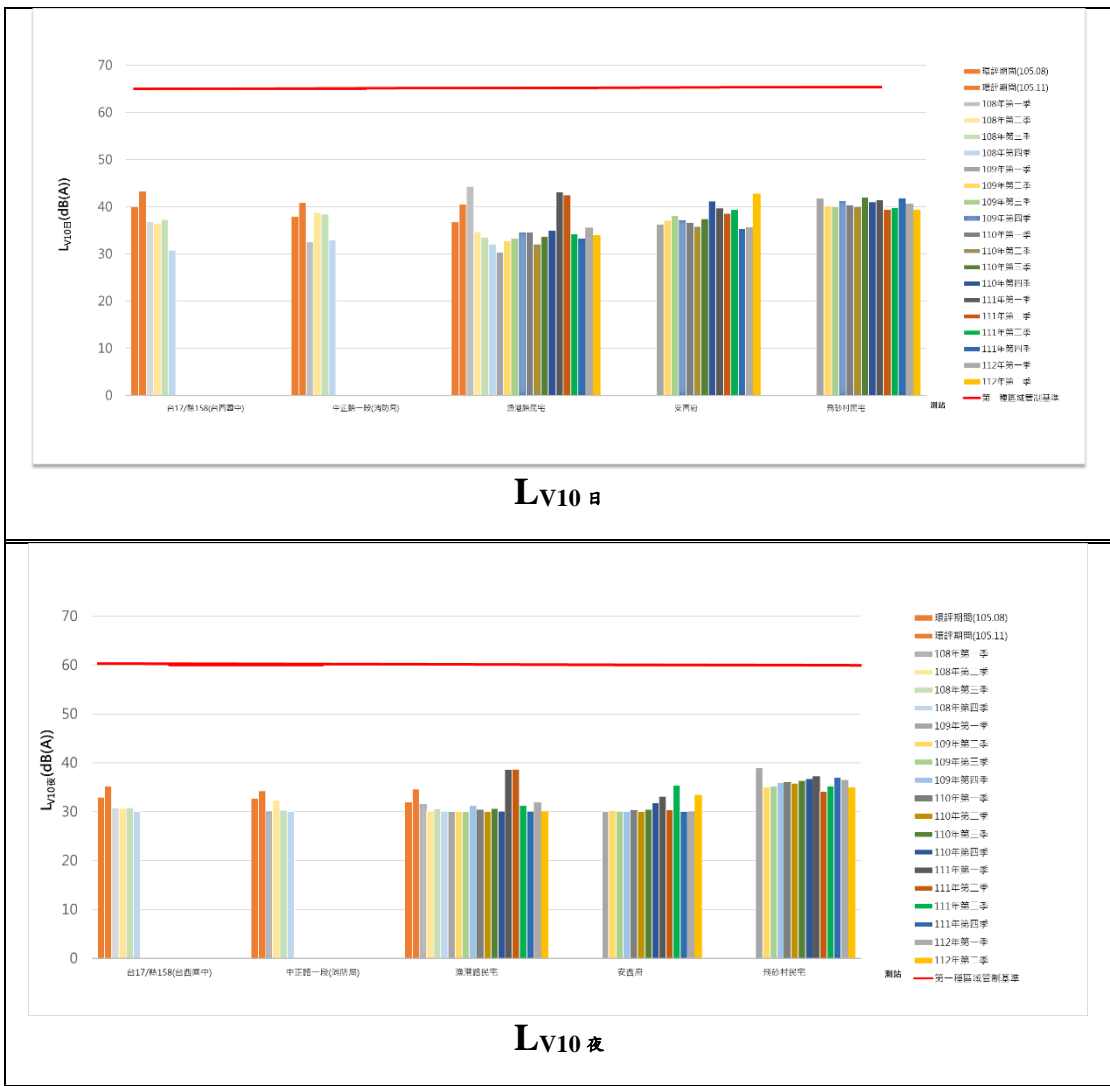 70
60
50
40
30
20
10
0
LV10日(dB(A))
台17/縣158(台西國中)
中正路一段(消防局)
漁港路民宅
安西府
飛砂村民宅
測站
環評期間(105.08)
環評期間(105.11)
108年第一季
108年第二季
108年第三季
108年第四季
109年第一季
109年第二季
109年第三季
109年第四季
110年第一季
110年第二季
110年第三季
110年第四季
111年第一季
111年第二季
111年第三季
111年第四季
112年第一季
112年第二季
第一種區域管制基準
LV10 日
70
60
50
40
30
20
10
0
LV10夜(dB(A))
台17/縣158(台西國中)
中正路一段(消防局)
漁港路民宅
安西府
飛砂村民宅
測站
環評期間(105.08)
環評期間(105.11)
108年第一季
108年第二季
108年第三季
108年第四季
109年第一季
109年第二季
109年第三季
109年第四季
110年第一季
110年第二季
110年第三季
110年第四季
111年第一季
111年第二季
111年第三季
111年第四季
112年第一季
112年第二季
第一種區域管制基準
LV10 夜